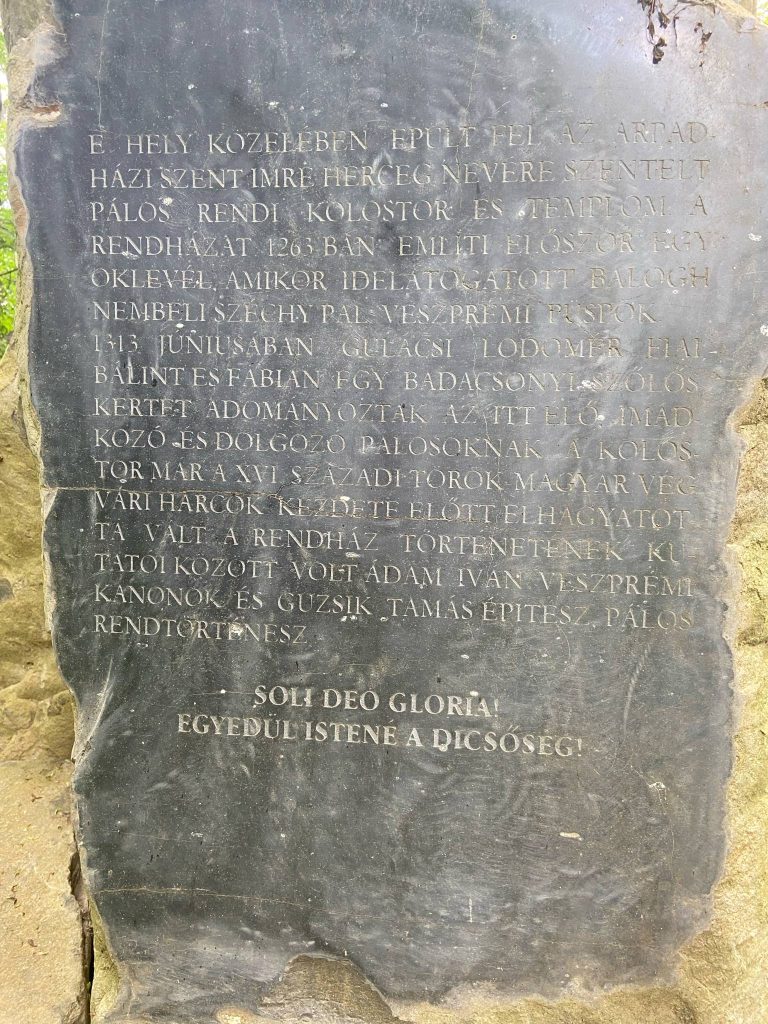 E HELY KÖZELÉBEN ÉPÜLT FEL AZ ÁRPÁD-
HÁZI SZENT IMRE HERCEG NEVÉRE SZENTELT
PÁLOS RENDI KOLOSTOR ÉS TEMPLOM. A
RENDHÁZAT 1263-BAN EMLÍTI ELŐSZÖR EGY
OKLEVÉL, AMIKOR IDELÁTOGATOTT BALOGH
NEMBELI SZÉCHY PÁL VESZPRÉMI PÜSPÖK.
1313 JÚNIUSÁBAN GULÁCSI LODOMÉR FIAI
BÁLINT ÉS FÁBIÁN EGY BADACSONYI SZŐLŐS-
KERTET ADOMÁNYOZTAK AZ ITT ÉLŐ, IMÁD-
KOZÓ ÉS DOLGOZÓ PÁLOSOKNAK. A KOLOS-
TOR MÁR A XVI. SZÁZADI TÖRÖK-MAGYAR VÉG-
VÁRI HARCOK KEZDETE ELŐTT ELHAGYATOT-
TÁ VÁLT. A RENDHÁZ TÖRTÉNETÉNEK KU-
TATÓI KÖZÖTT VOLT ÁDÁM IVÁN VESZPRÉMI
KANONOK ÉS GUZSIK TAMÁS ÉPÍTÉSZ, PÁLOS
RENDTÖRTÉNÉSZ.
SOLI DEO GLORIA!
EGYEDÜL ISTENÉ A DICSŐSÉG!